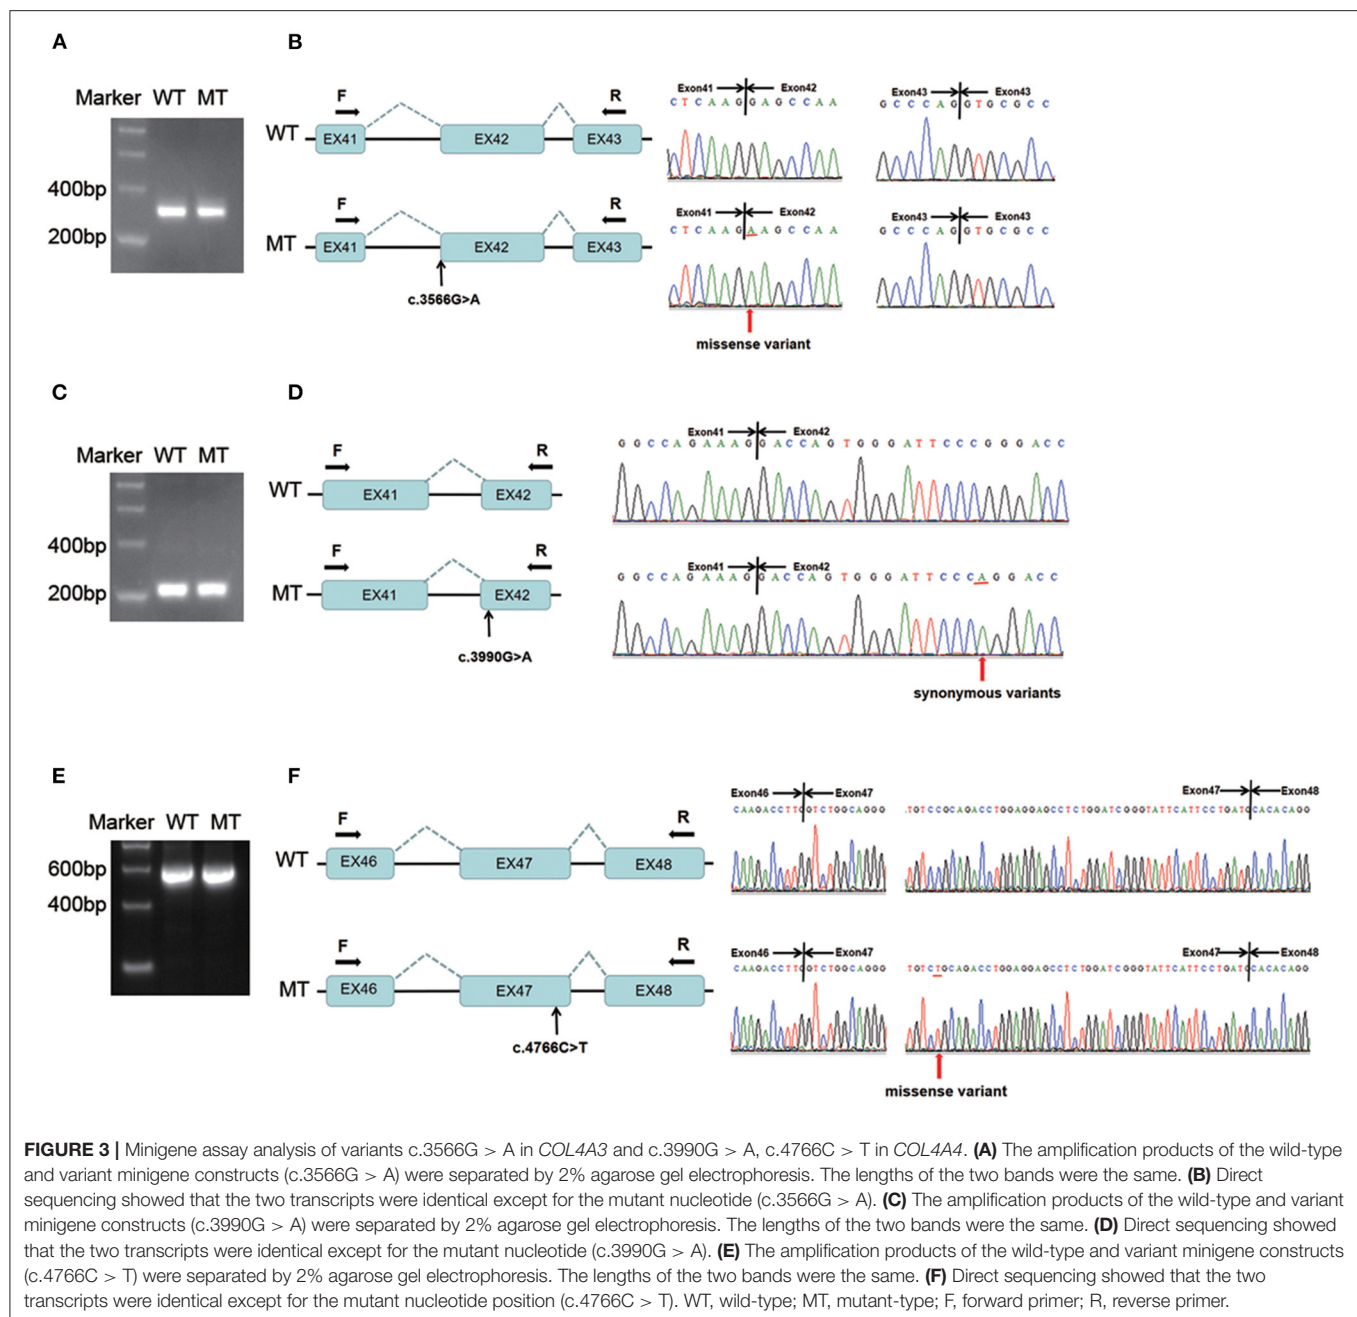 A
Marker WT MT
400bp
200bp
B
F
R
WT
EX41
EX42
EX43
F
R
MT
EX41
EX42
EX43
c.3566G>A
Exon41
Exon42
C T C A A G G A G C C A A
Exon43
Exon43
G C C C A G G T G C G C C
Exon41
Exon42
C T C A A G A A G C C A A
Exon43
Exon43
G C C C A G G T G C G C C
missense variant
C
Marker WT MT
400bp
200bp
D
F
R
WT
EX41
EX42
F
R
MT
EX41
EX42
c.3990G>A
Exon41
Exon42
G G C C A G A A A G G A C C A G T G G G A T T C C C G G G A C C
Exon41
Exon42
G G C C A G A A A G G A C C A G T G G G A T T C C C A G G A C C
synonymous variants
E
Marker WT MT
600bp
400bp
F
F
R
WT
EX46
EX47
EX48
F
R
MT
EX46
EX47
EX48
c.4766C>T
Exon46
Exon47
CAAGACCTTGGTCTGGCAGGG
Exon47
Exon48
TGTCCGCAGACCTGGAGGAGCCTCTGGATCGGGTATTCATTCCTGATGCACACAGG
Exon46
Exon47
CAAGACCTTGGTCTGGCAGGG
Exon47
Exon48
TGTCTGCAGACCTGGAGGAGCCTCTGGATCGGGTATTCATTCCTGATGCACACAGG
missense variant
FIGURE 3 | Minigene assay analysis of variants c.3566G > A in COL4A3 and c.3990G > A, c.4766C > T in COL4A4. (A) The amplification products of the wild-type
and variant minigene constructs (c.3566G > A) were separated by 2% agarose gel electrophoresis. The lengths of the two bands were the same. (B) Direct
sequencing showed that the two transcripts were identical except for the mutant nucleotide (c.3566G > A). (C) The amplification products of the wild-type and variant
minigene constructs (c.3990G > A) were separated by 2% agarose gel electrophoresis. The lengths of the two bands were the same. (D) Direct sequencing showed
that the two transcripts were identical except for the mutant nucleotide (c.3990G > A). (E) The amplification products of the wild-type and variant minigene constructs
(c.4766C > T) were separated by 2% agarose gel electrophoresis. The lengths of the two bands were the same. (F) Direct sequencing showed that the two
transcripts were identical except for the mutant nucleotide position (c.4766C > T). WT, wild-type; MT, mutant-type; F, forward primer; R, reverse primer.